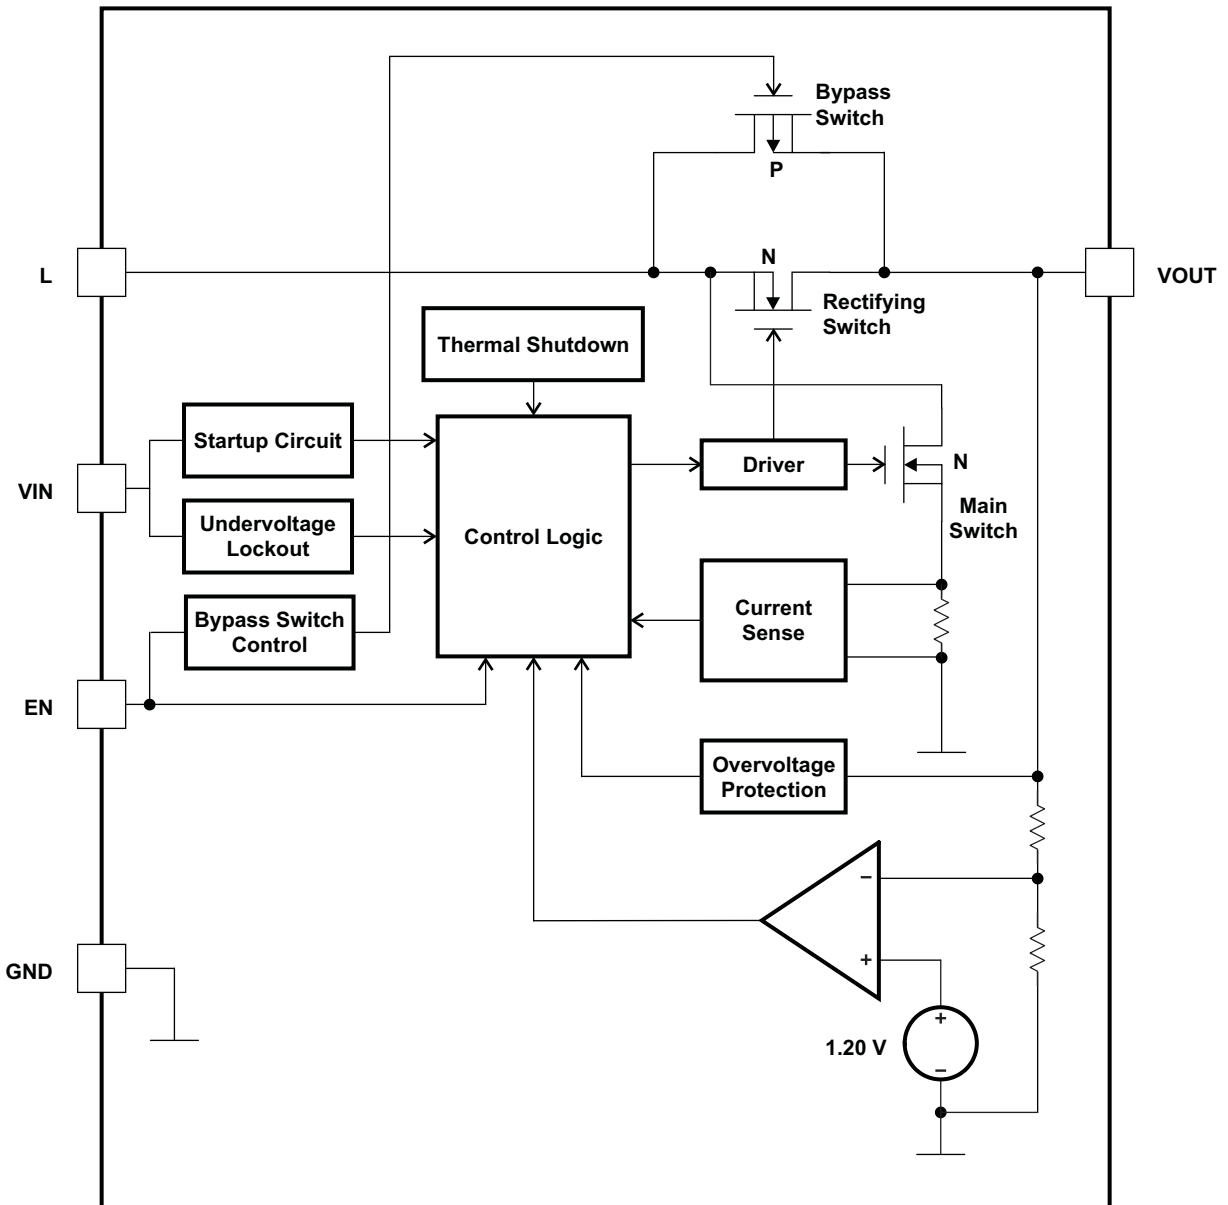 Bypass
Switch
P
L
N
VOUT
Rectifying
Switch
Thermal Shutdown
Startup Circuit
VIN
Driver
N
Main
Switch
Undervoltage
Lockout
Control Logic
Current
Sense
Bypass Switch
Control
EN
Overvoltage
Protection
−
+
GND
+
1.20 V
−